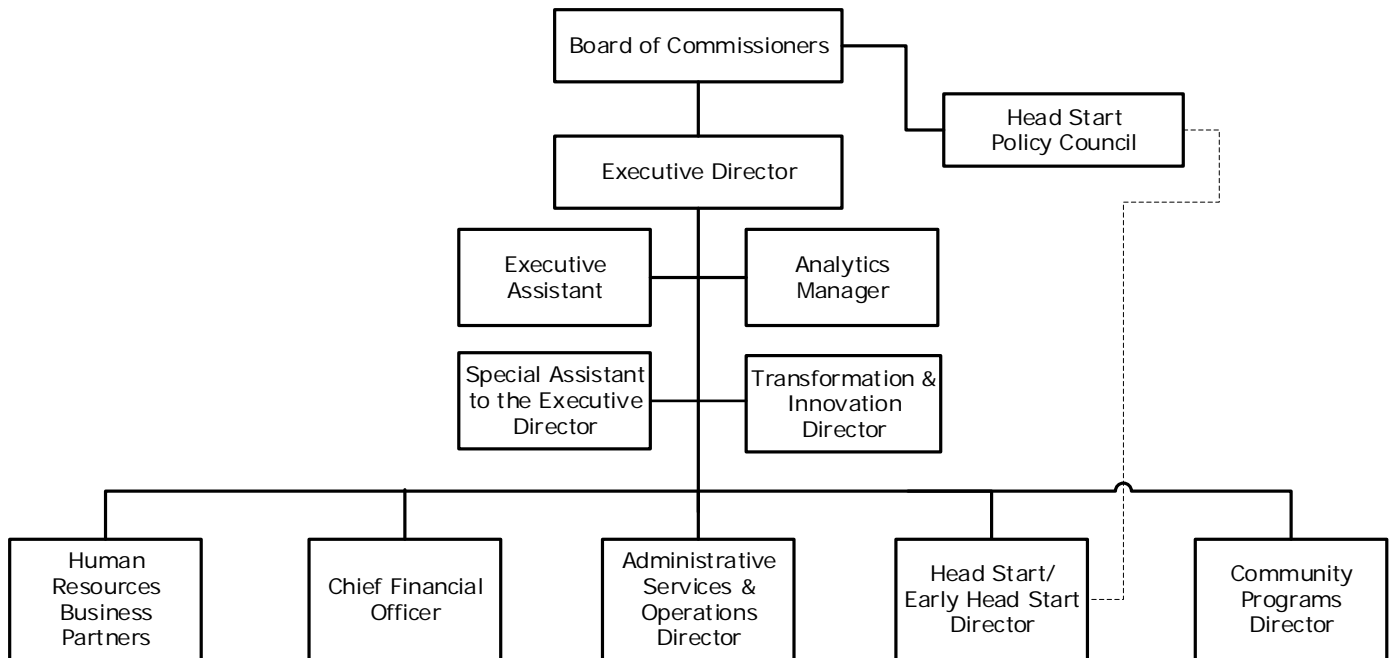 Board of Commissioners
Head Start
Policy Council
Executive Director
Executive
Assistant
Analytics
Manager
Special Assistant
to the Executive
Director
Transformation &
Innovation
Director
Human
Resources
Business
Partners
Chief Financial
Officer
Administrative
Services &
Operations
Director
Head Start/
Early Head Start
Director
Community
Programs
Director